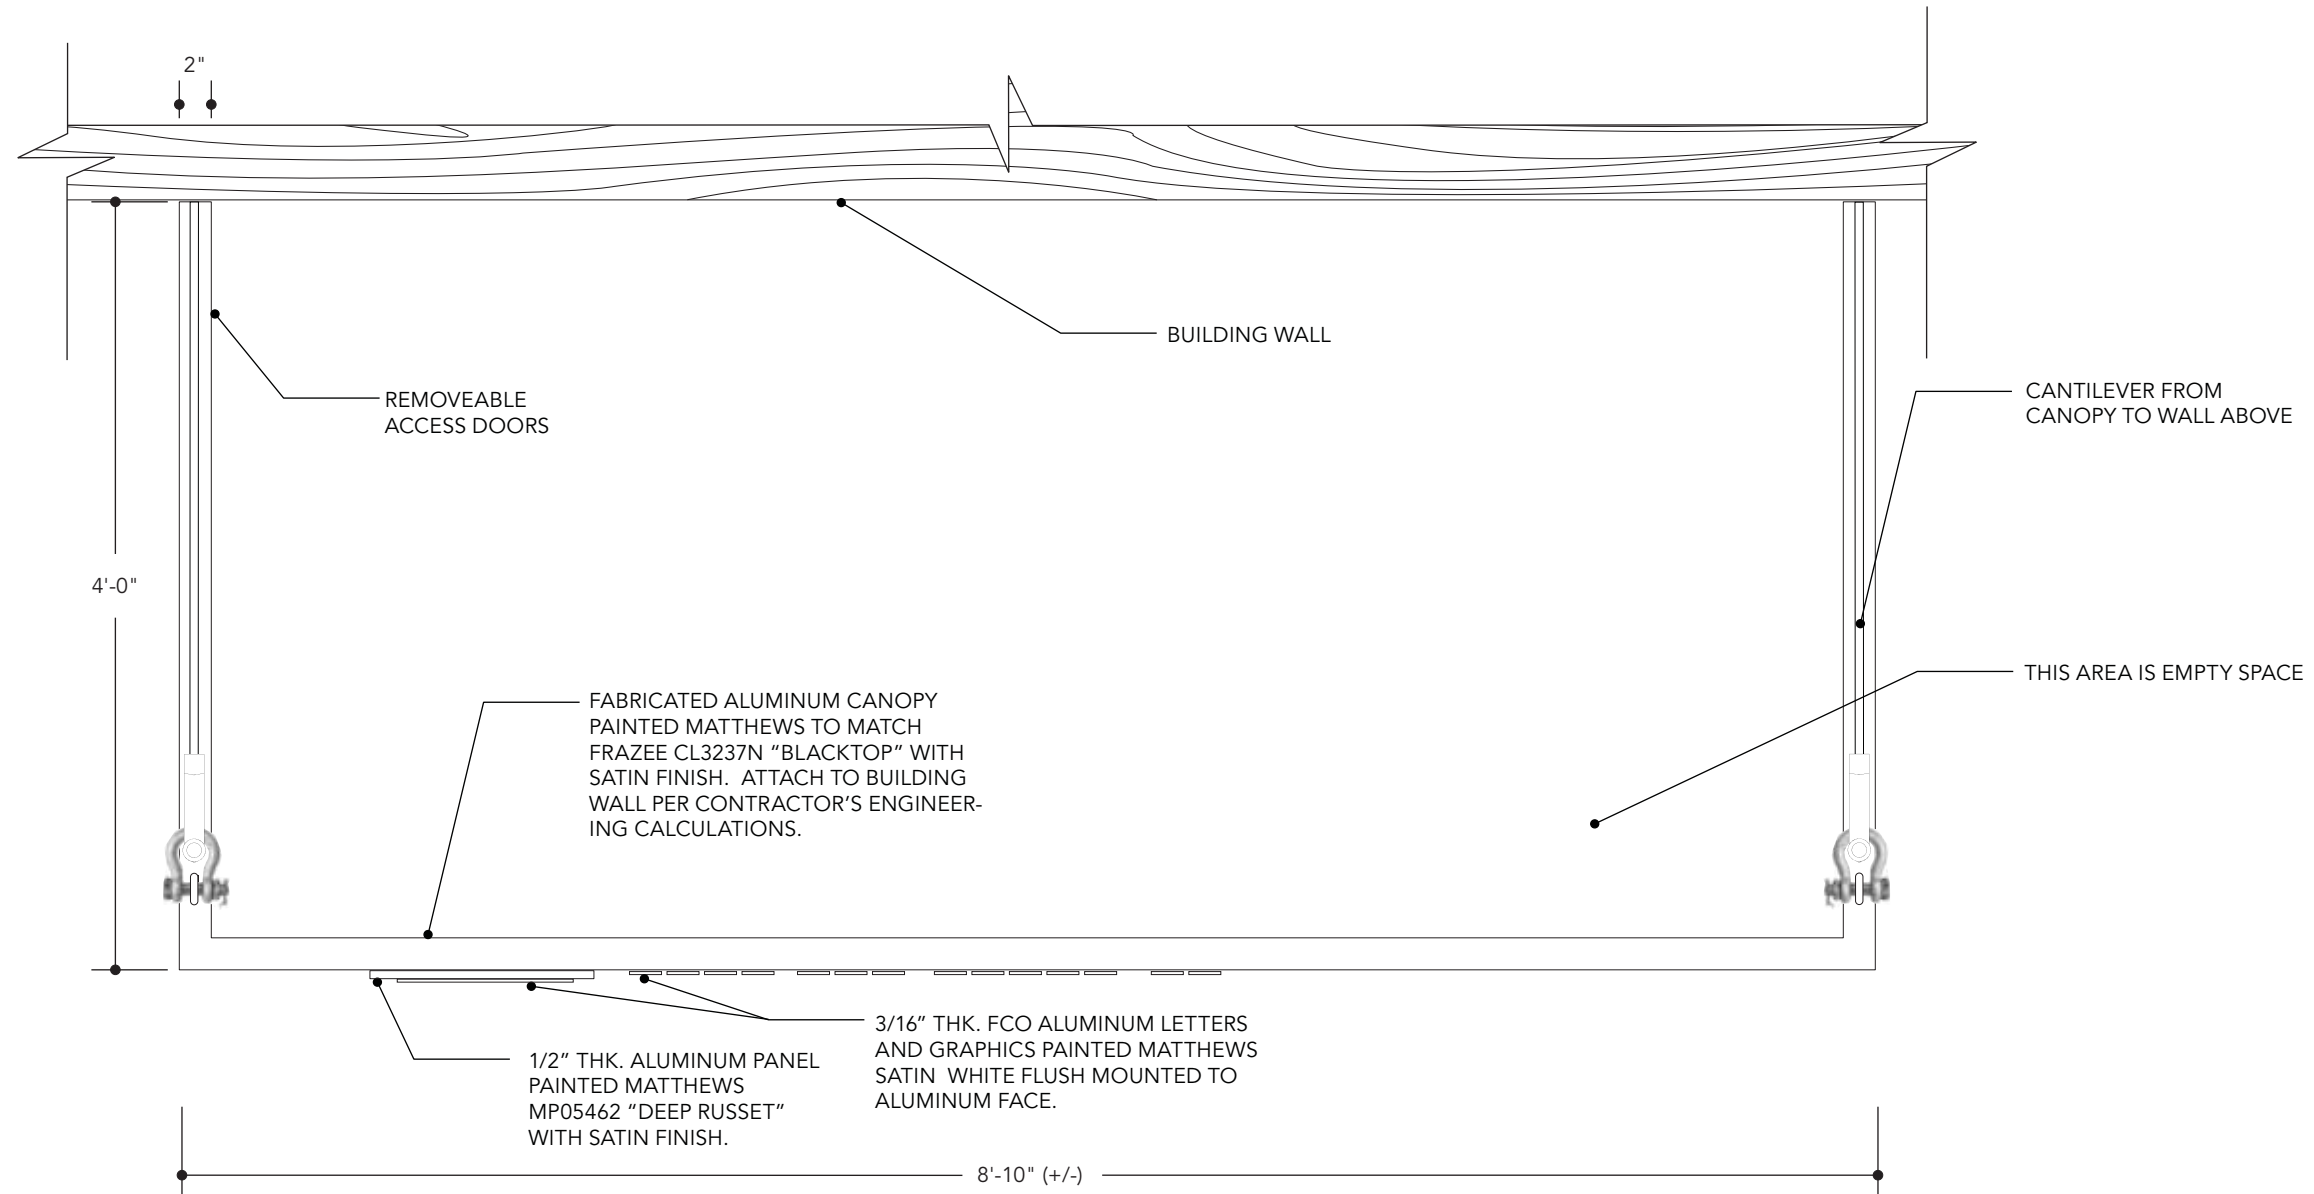 2"
BUILDING WALL
REMOVEABLE
ACCESS DOORS
CANTILEVER FROM
CANOPY TO WALL ABOVE
4'-0"
THIS AREA IS EMPTY SPACE
FABRICATED ALUMINUM CANOPY
PAINTED MATTHEWS TO MATCH
FRAZEE CL3237N “BLACKTOP” WITH
SATIN FINISH.  ATTACH TO BUILDING
WALL PER CONTRACTOR’S ENGINEER-
ING CALCULATIONS.
3/16” THK. FCO ALUMINUM LETTERS
AND GRAPHICS PAINTED MATTHEWS
SATIN  WHITE FLUSH MOUNTED TO
ALUMINUM FACE.
1/2” THK. ALUMINUM PANEL
PAINTED MATTHEWS
MP05462 “DEEP RUSSET”
WITH SATIN FINISH.
8'-10" (+/-)